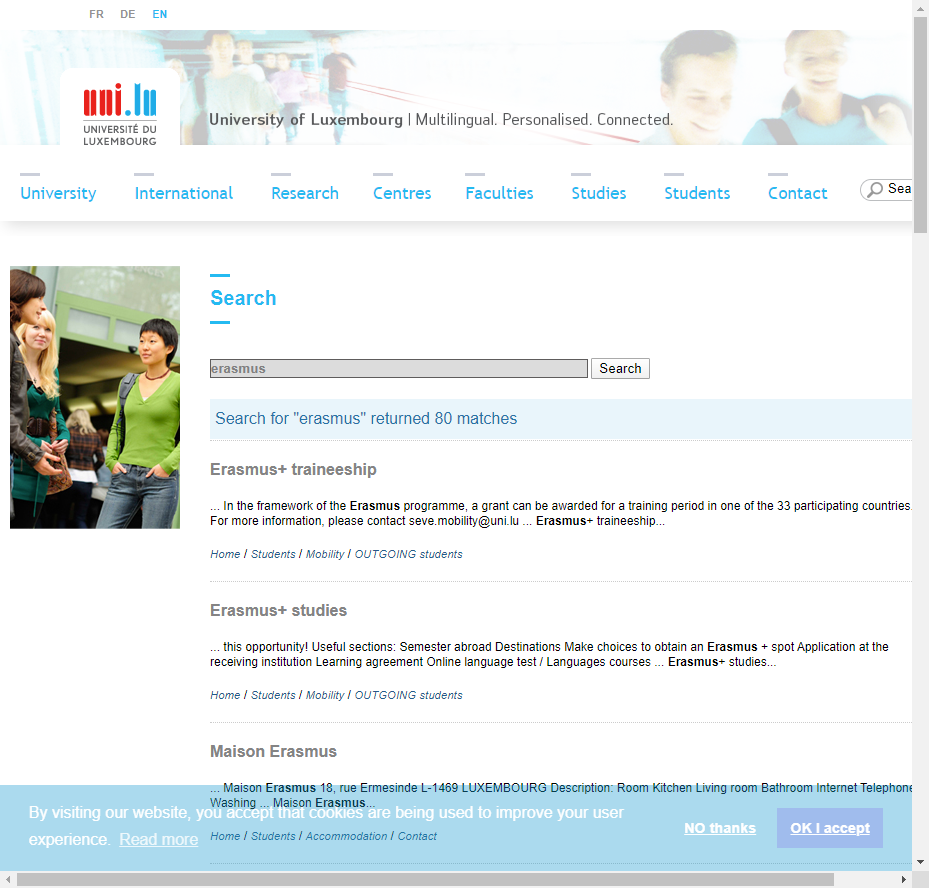 FR DE EN
uni.lu
UNIVERSITÉ DU
LUXEMBOURG
University of Luxembourg | Multilingual. Personalised. Connected.
University International Research Centres Faculties Studies Students Contact Sea
Search
erasmus Search
Search for "erasmus" returned 80 matches
Erasmus+ traineeship
... In the framework of the Erasmus programme, a grant can be awarded for a training period in one of the 33 participating countries.
For more information, please contact seve.mobility@uni.lu ... Erasmus+ traineeship...
Home / Students / Mobility / OUTGOING students
Erasmus+ studies
... this opportunity! Useful sections: Semester abroad Destinations Make choices to obtain an Erasmus + spot Application at the
receiving institution Learning agreement Online language test / Languages courses ... Erasmus+ studies...
Home / Students / Mobility / OUTGOING students
Maison Erasmus
... Maison Erasmus 18, rue Ermesinde L-1469 LUXEMBOURG Description: Room Kitchen Living room Bathroom Internet Telephone
Washing ... Maison Erasmus...
Home / Students / Accommodation / Contact
By visiting our website, you accept that cookies are being used to improve your user
experience. Read more
NO thanks OK I accept